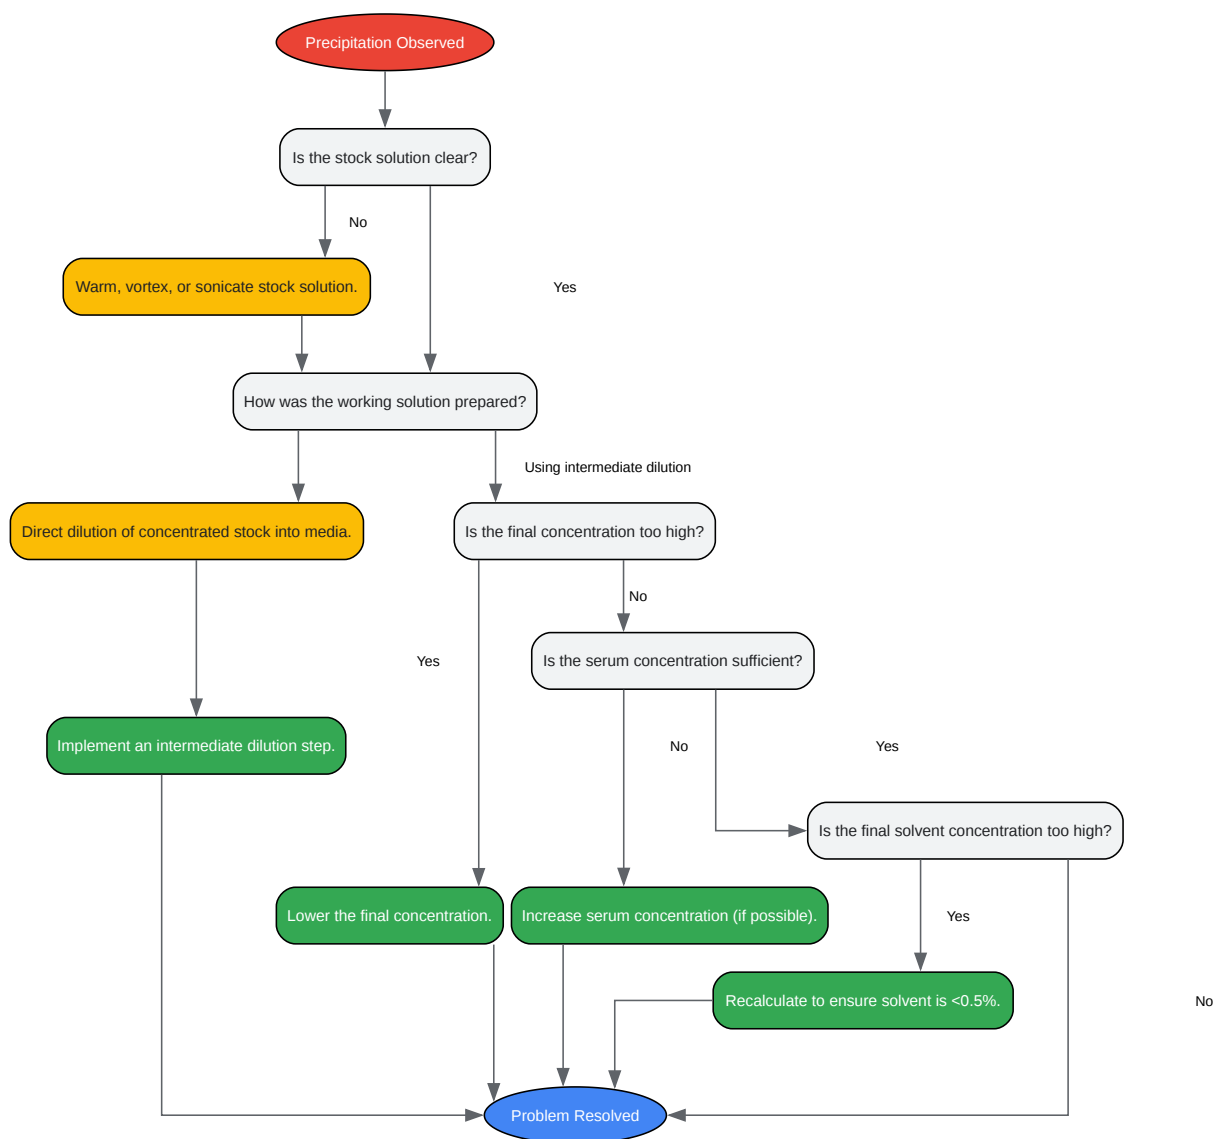 Precipitation Observed
Is the stock solution clear?
No
Warm, vortex, or sonicate stock solution.
Yes
How was the working solution prepared?
Using intermediate dilution
Direct dilution of concentrated stock into media.
Is the final concentration too high?
No
Yes
Is the serum concentration sufficient?
Implement an intermediate dilution step.
No
Yes
Is the final solvent concentration too high?
Lower the final concentration.
Increase serum concentration (if possible).
Yes
Recalculate to ensure solvent is <0.5%.
No
Problem Resolved